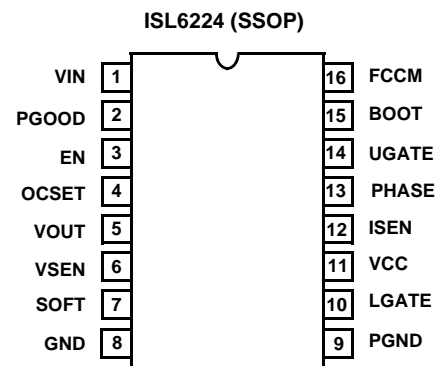 ISL6224 (SSOP)
VIN 1 16 FCCM
PGOOD 2 15 BOOT
EN 3 14 UGATE
OCSET 4 13 PHASE
VOUT 5 12 ISEN
VSEN 6 11 VCC
SOFT 7 10 LGATE
GND 8 9 PGND